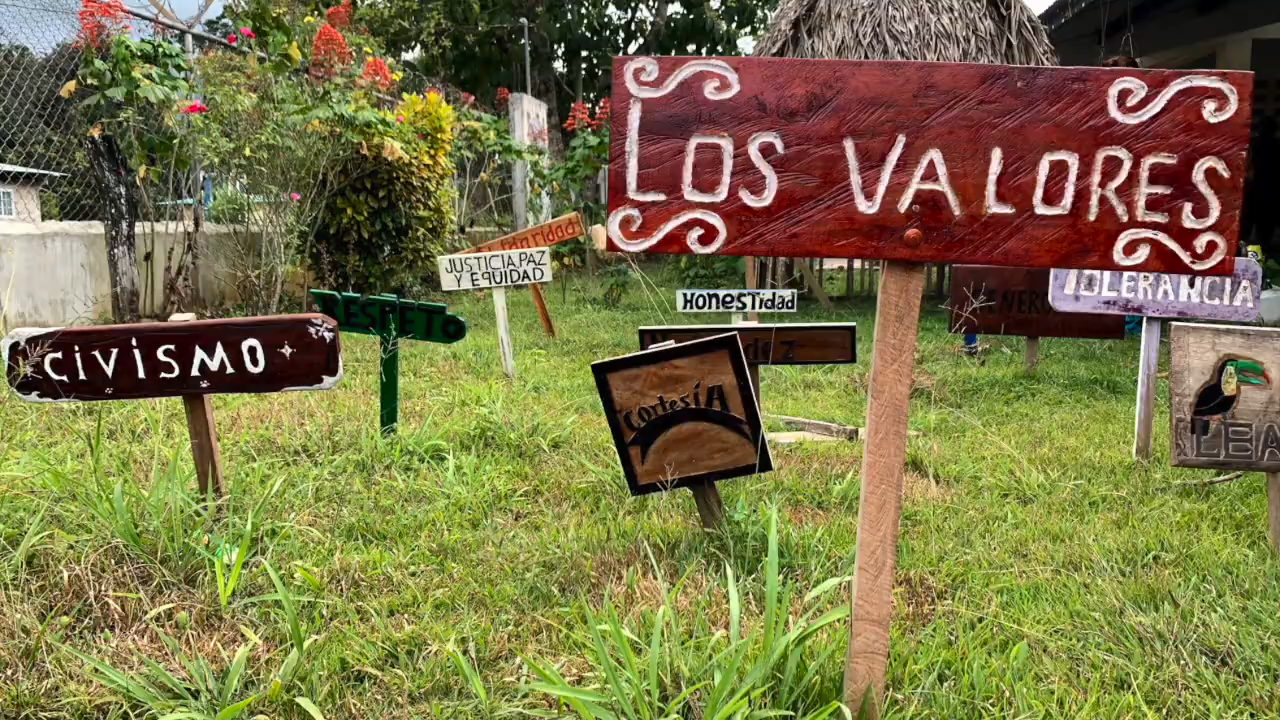 LOS VALORES
CIVISMO
RESPETO
JUSTICIA, PAZ
Y EQUIDAD
HONESTidad
CortesíA
TOLERANCIA